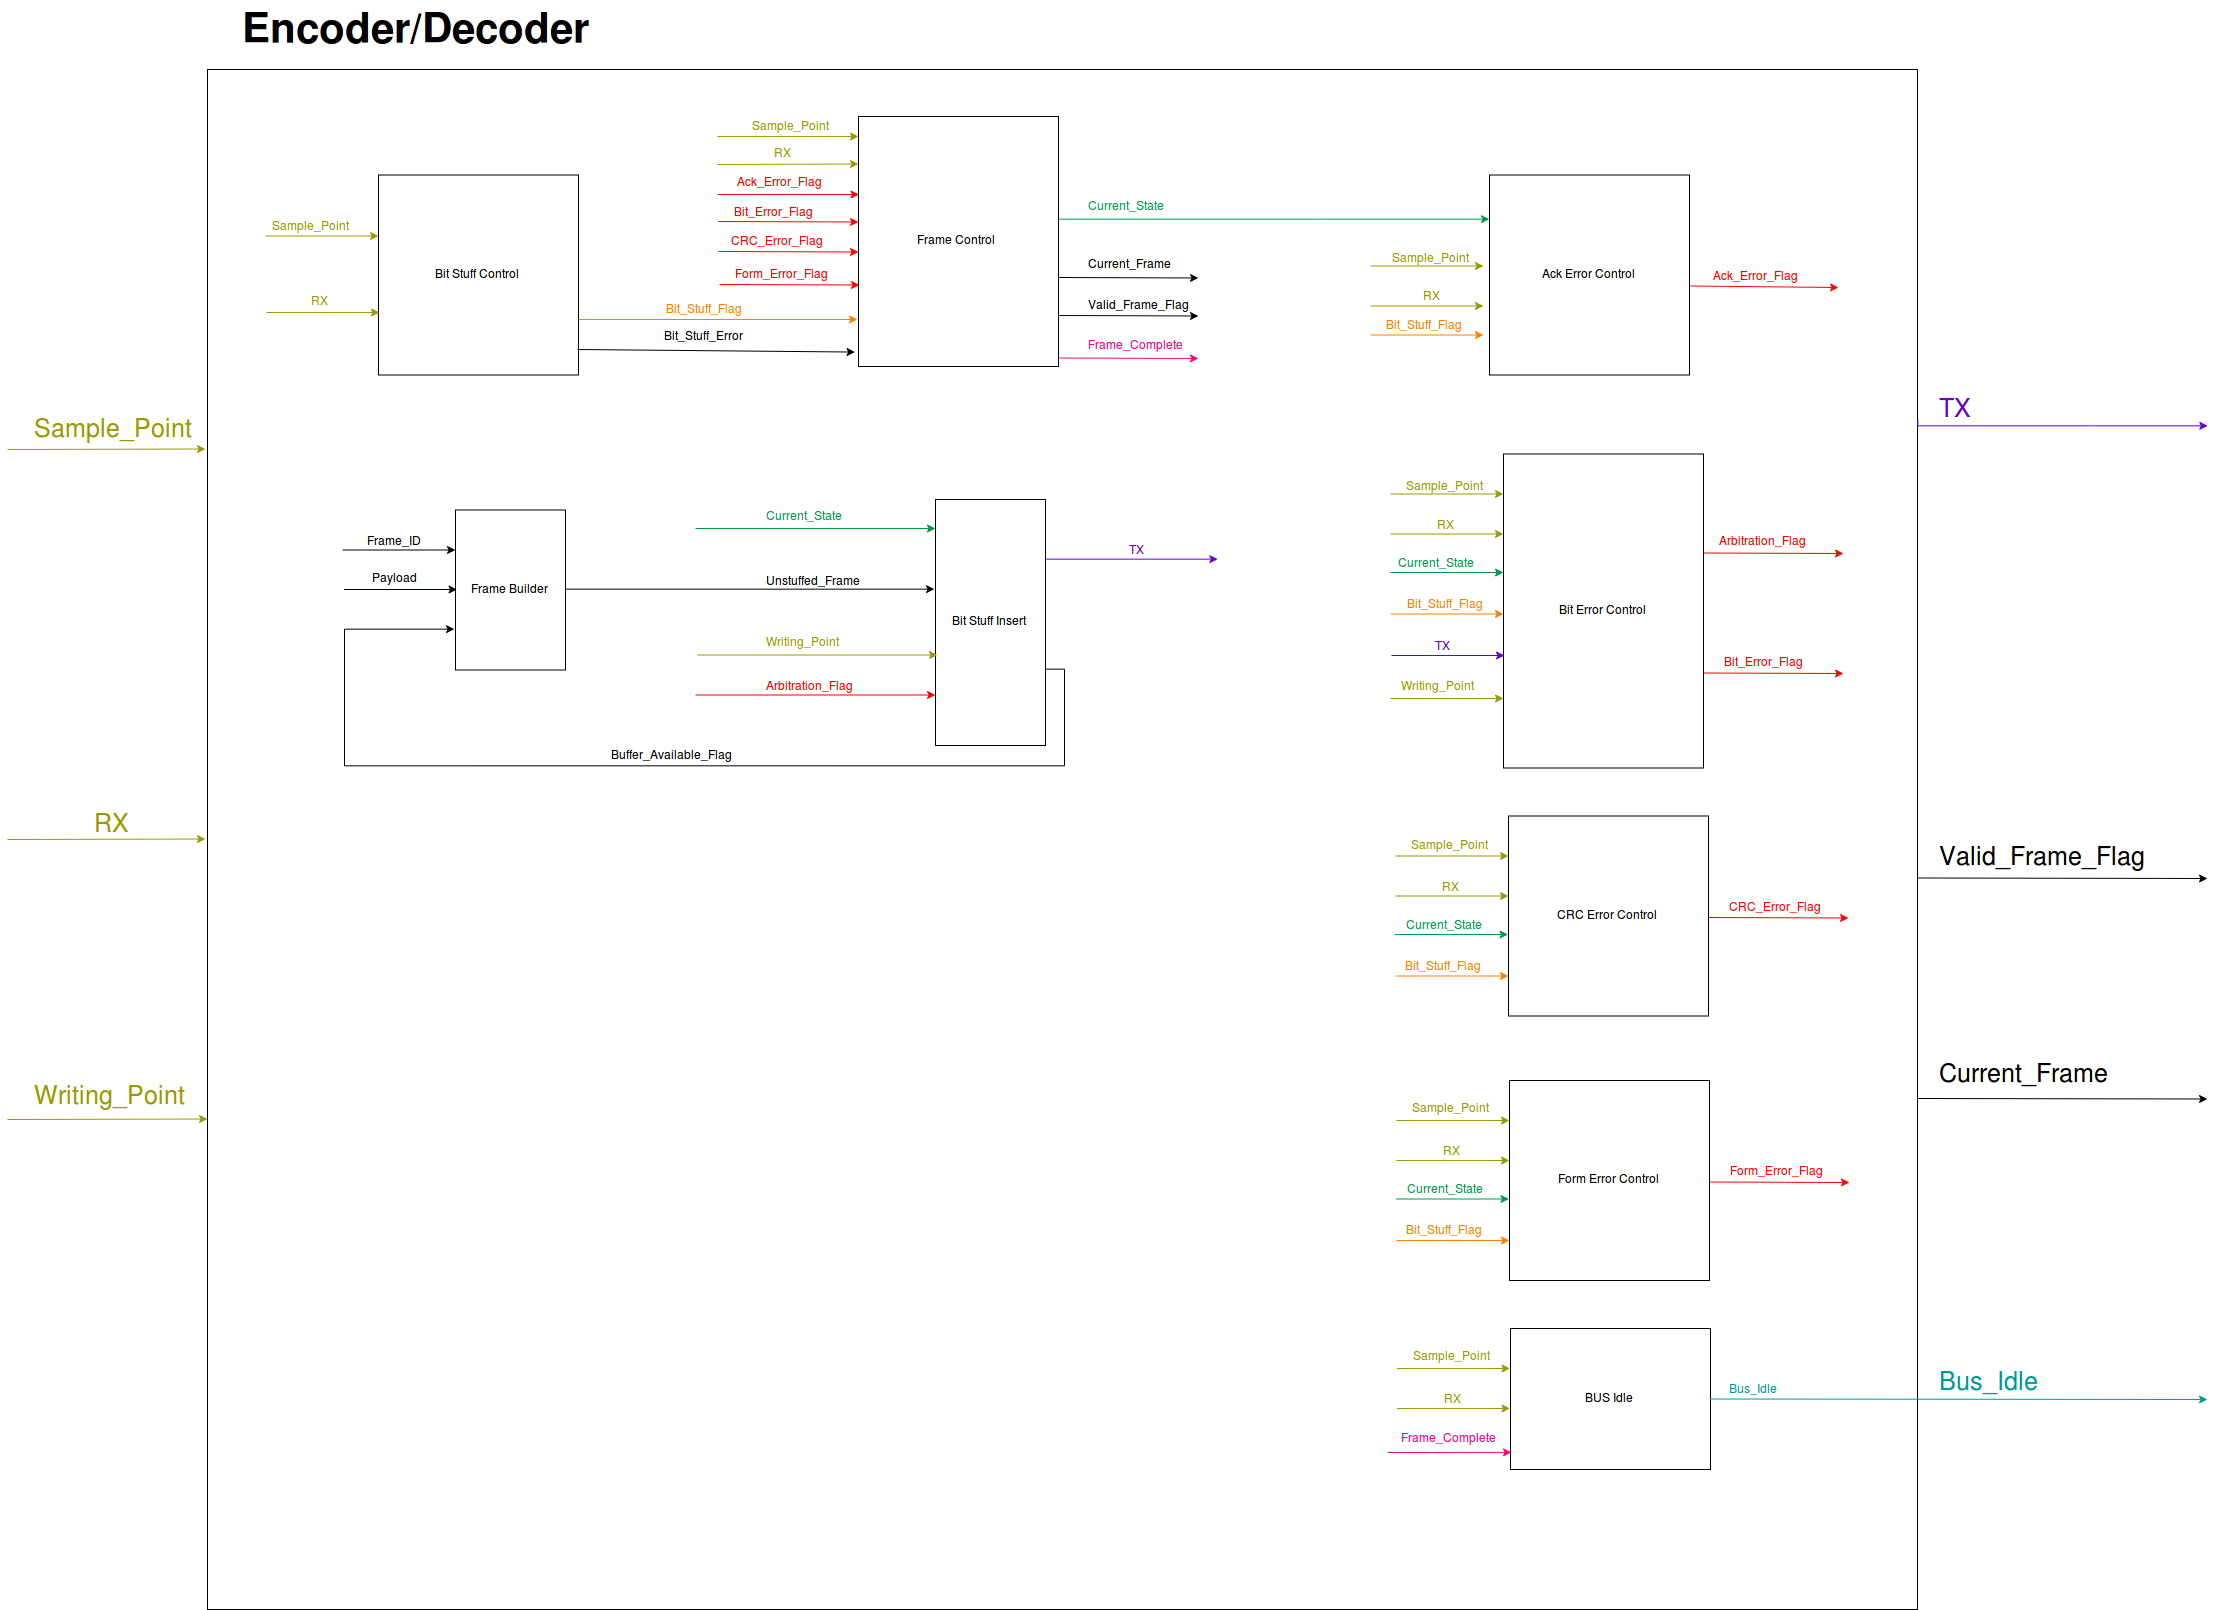 Encoder/Decoder
Sample_Point
RX
Writing_Point
Sample_Point
RX
Bit Stuff Control
Bit_Stuff_Flag
Bit_Stuff_Error
Sample_Point
RX
Ack_Error_Flag
Bit_Error_Flag
CRC_Error_Flag
Form_Error_Flag
Frame Control
Current_State
Current_Frame
Valid_Frame_Flag
Frame_Complete
Sample_Point
RX
Bit_Stuff_Flag
Ack Error Control
Ack_Error_Flag
Frame_ID
Payload
Frame Builder
Current_State
Unstuffed_Frame
Writing_Point
Arbitration_Flag
Bit Stuff Insert
TX
Buffer_Available_Flag
Sample_Point
RX
Current_State
Bit_Stuff_Flag
TX
Writing_Point
Bit Error Control
Arbitration_Flag
Bit_Error_Flag
Sample_Point
RX
Current_State
Bit_Stuff_Flag
CRC Error Control
CRC_Error_Flag
Sample_Point
RX
Current_State
Bit_Stuff_Flag
Form Error Control
Form_Error_Flag
Sample_Point
RX
Frame_Complete
BUS Idle
Bus_Idle
TX
Valid_Frame_Flag
Current_Frame
Bus_Idle